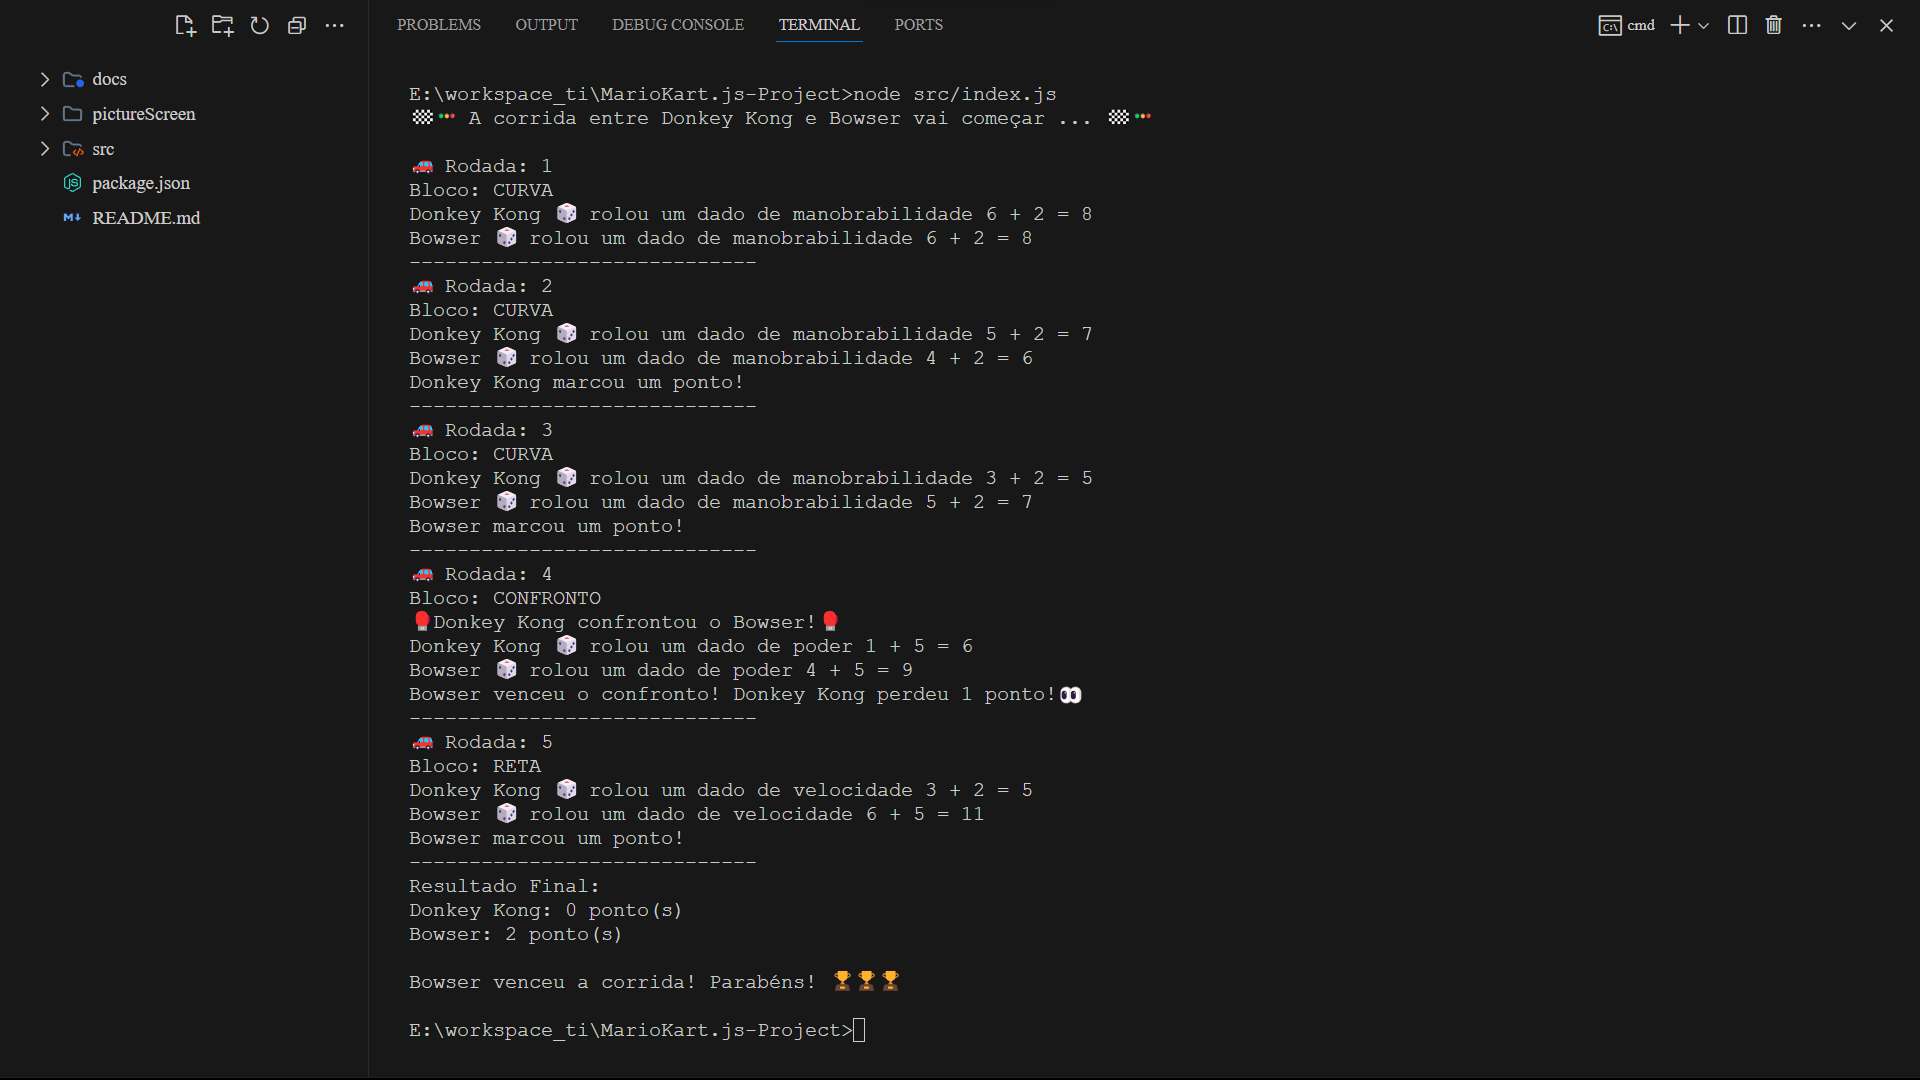 PROBLEMS OUTPUT DEBUG CONSOLE TERMINAL PORTS cmd
docs
pictureScreen
src
package.json
README.md
E:\workspace_ti\MarioKart.js-Project>node src/index.js
🏁🚥 A corrida entre Donkey Kong e Bowser vai começar ... 🏁🚥
🚗 Rodada: 1
Bloco: CURVA
Donkey Kong 🎲 rolou um dado de manobrabilidade 6 + 2 = 8
Bowser 🎲 rolou um dado de manobrabilidade 6 + 2 = 8
-----------------------------
🚗 Rodada: 2
Bloco: CURVA
Donkey Kong 🎲 rolou um dado de manobrabilidade 5 + 2 = 7
Bowser 🎲 rolou um dado de manobrabilidade 4 + 2 = 6
Donkey Kong marcou um ponto!
-----------------------------
🚗 Rodada: 3
Bloco: CURVA
Donkey Kong 🎲 rolou um dado de manobrabilidade 3 + 2 = 5
Bowser 🎲 rolou um dado de manobrabilidade 5 + 2 = 7
Bowser marcou um ponto!
-----------------------------
🚗 Rodada: 4
Bloco: CONFRONTO
🥊Donkey Kong confrontou o Bowser!🥊
Donkey Kong 🎲 rolou um dado de poder 1 + 5 = 6
Bowser 🎲 rolou um dado de poder 4 + 5 = 9
Bowser venceu o confronto! Donkey Kong perdeu 1 ponto!👀
-----------------------------
🚗 Rodada: 5
Bloco: RETA
Donkey Kong 🎲 rolou um dado de velocidade 3 + 2 = 5
Bowser 🎲 rolou um dado de velocidade 6 + 5 = 11
Bowser marcou um ponto!
-----------------------------
Resultado Final:
Donkey Kong: 0 ponto(s)
Bowser: 2 ponto(s)
Bowser venceu a corrida! Parabéns! 🏆🏆🏆
E:\workspace_ti\MarioKart.js-Project>